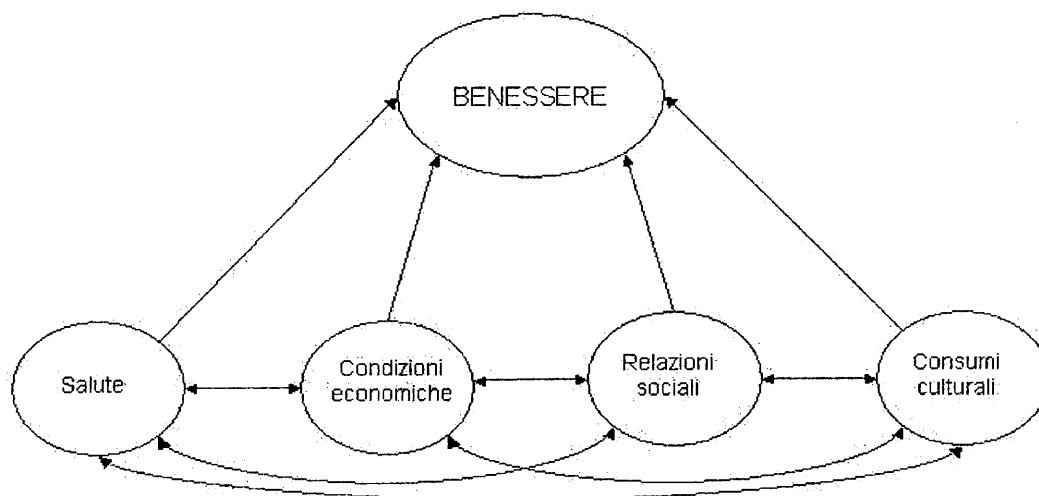 BENESSERE
Salute
Condizioni
economiche
Relazioni
sociali
Consumi
culturali